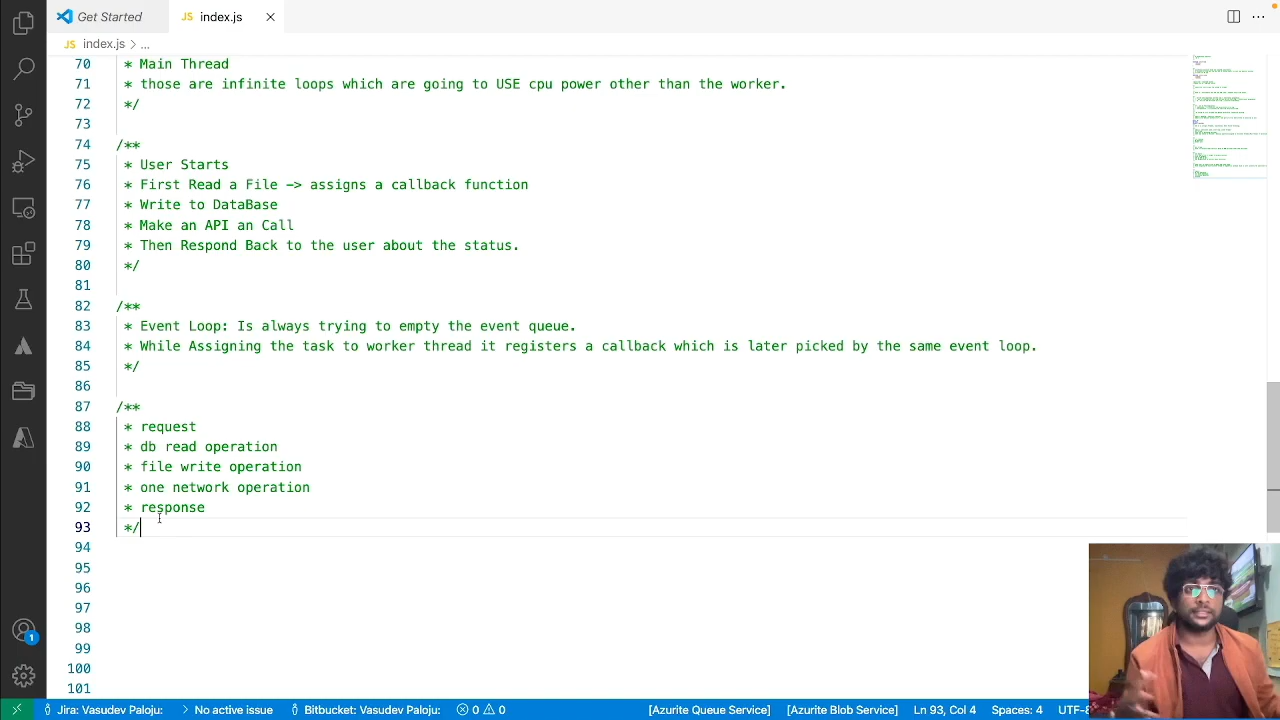 Get Started
JS index.js
JS index.js > ...
70 * Main Thread
71 * those are infinite loops which are going to eat cpu power other than the worker.
72 */
73
74 /**
75 * User Starts
76 * First Read a File -> assigns a callback function
77 * Write to DataBase
78 * Make an API an Call
79 * Then Respond Back to the user about the status.
80 */
81
82 /**
83 * Event Loop: Is always trying to empty the event queue.
84 * While Assigning the task to worker thread it registers a callback which is later picked by the same event loop.
85 */
86
87 /**
88 * request
89 * db read operation
90 * file write operation
91 * one network operation
92 * response
93 */
94
95
96
97
98
99
100
101
1
Jira: Vasudev Paloju: > No active issue Bitbucket: Vasudev Paloju: 0 0 [Azurite Queue Service] [Azurite Blob Service] Ln 93, Col 4 Spaces: 4 UTF-8